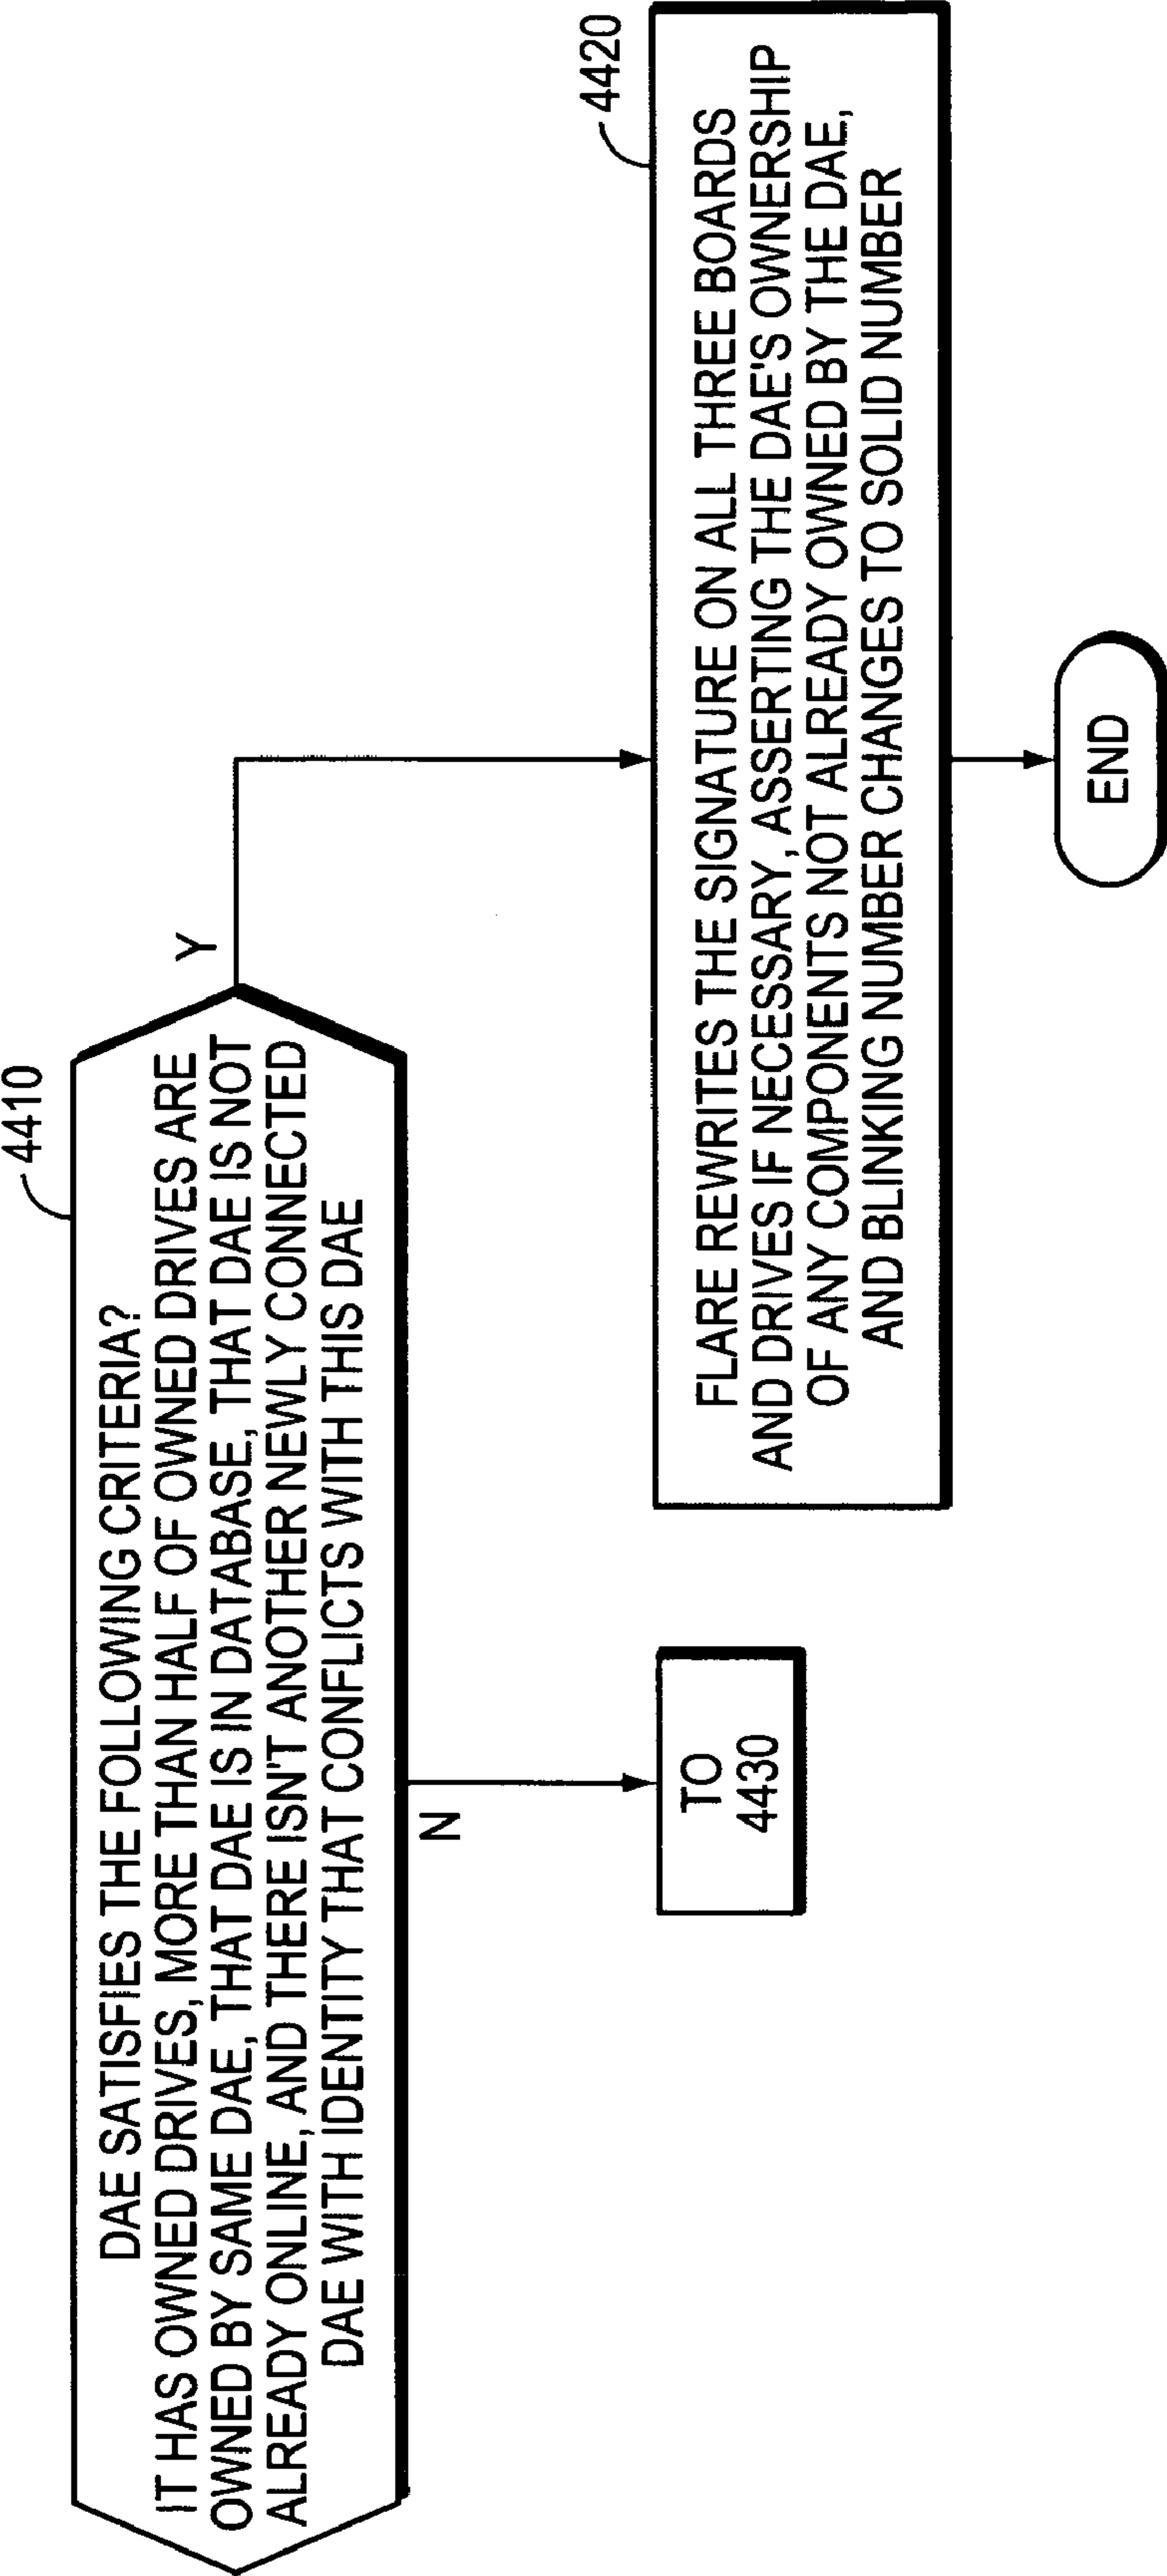 4410
DAE SATISFIES THE FOLLOWING CRITERIA?
IT HAS OWNED DRIVES, MORE THAN HALF OF OWNED DRIVES ARE
OWNED BY SAME DAE, THAT DAE IS IN DATABASE, THAT DAE IS NOT
ALREADY ONLINE, AND THERE ISN'T ANOTHER NEWLY CONNECTED
DAE WITH IDENTITY THAT CONFLICTS WITH THIS DAE
Y
N
TO
4430
4420
FLARE REWRITES THE SIGNATURE ON ALL THREE BOARDS
AND DRIVES IF NECESSARY, ASSERTING THE DAE'S OWNERSHIP
OF ANY COMPONENTS NOT ALREADY OWNED BY THE DAE,
AND BLINKING NUMBER CHANGES TO SOLID NUMBER
END